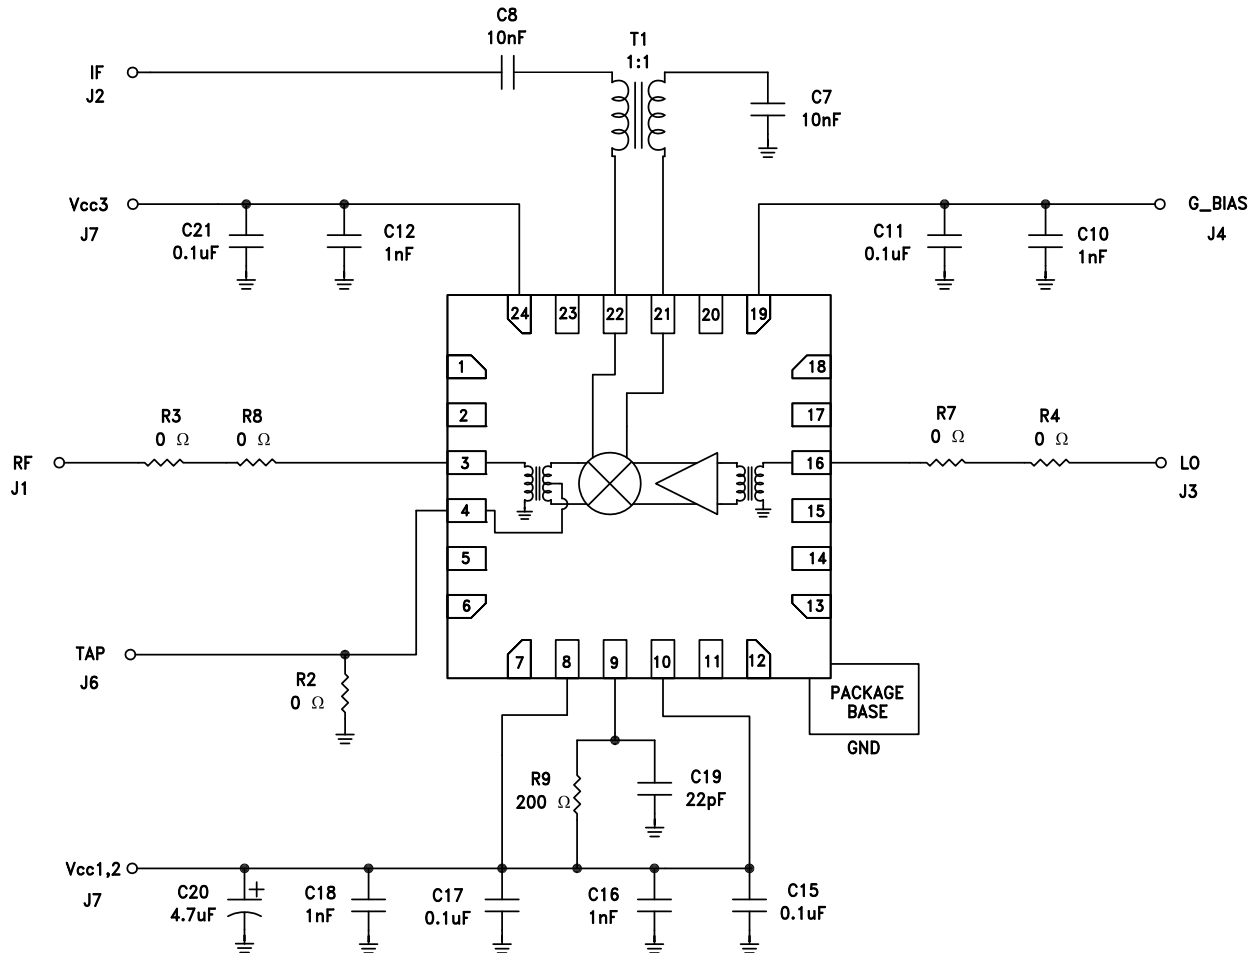 C8
10nF
T1
1:1
IF
J2
C7
10nF
Vcc3
J7
C21
0.1uF
C12
1nF
C11
0.1uF
C10
1nF
G_BIAS
J4
24
23
22
21
20
19
1
18
2
17
R3
0 Ω
R8
0 Ω
R7
0 Ω
R4
0 Ω
RF
J1
3
16
LO
J3
4
15
5
14
6
13
TAP
J6
R2
0 Ω
7
8
9
10
11
12
PACKAGE
BASE
GND
R9
200 Ω
C19
22pF
Vcc1,2
J7
C20
4.7uF
+
C18
1nF
C17
0.1uF
C16
1nF
C15
0.1uF